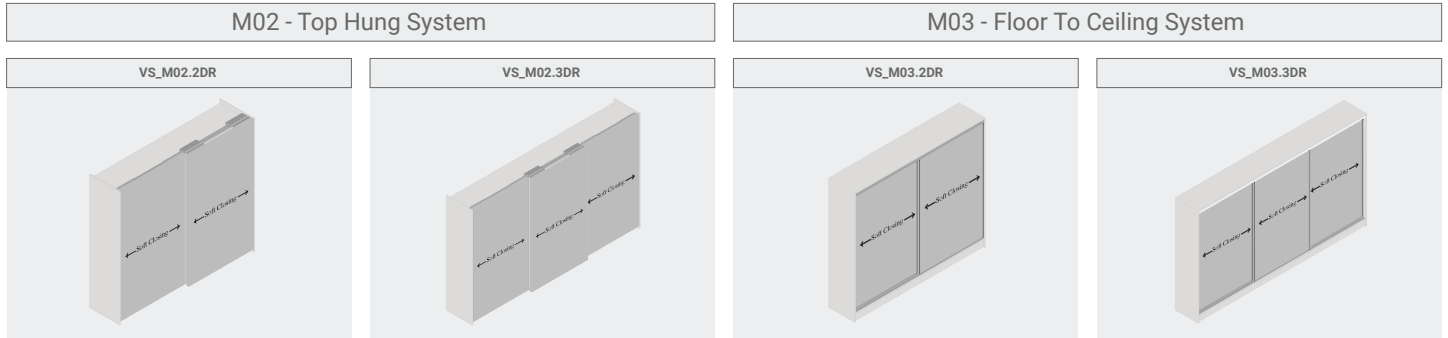 M02 - Top Hung System
M03 - Floor To Ceiling System
VS_M02.2DR
VS_M02.3DR
VS_M03.2DR
VS_M03.3DR
Soft Closing
Soft Closing
Soft Closing
Soft Closing
Soft Closing
Soft Closing
Soft Closing
Soft Closing
Soft Closing
Soft Closing